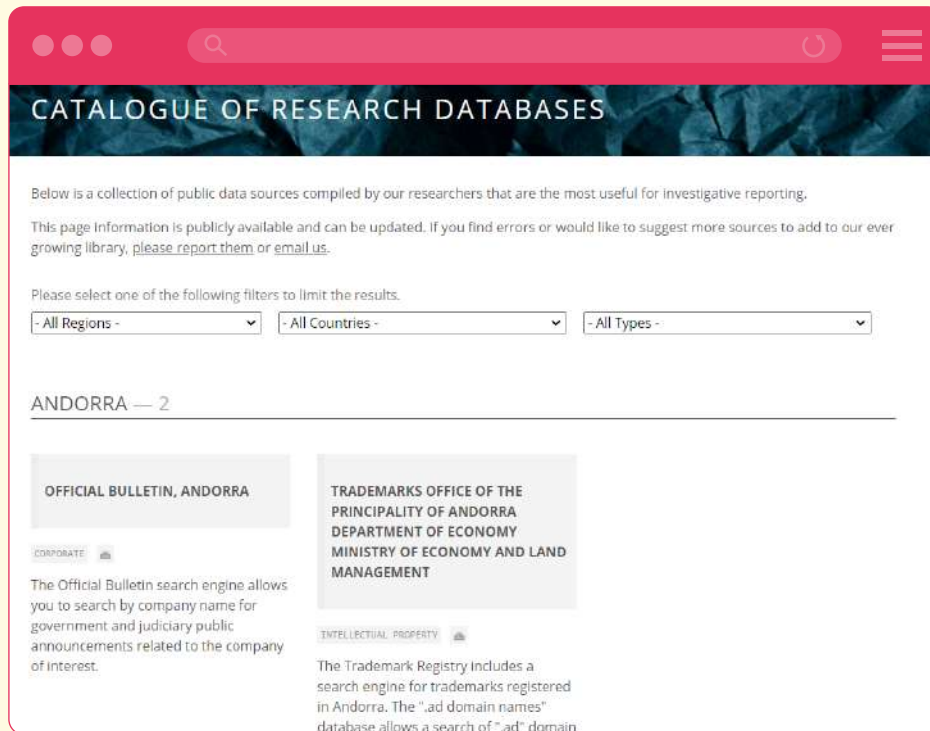 CATALOGUE OF RESEARCH DATABASES
Below is a collection of public data sources compiled by our researchers that are the most useful for investigative reporting.
This page information is publicly available and can be updated. If you find errors or would like to suggest more sources to add to our ever
growing library, please report them or email us.
Please select one of the following filters to limit the results.
- All Regions -
- All Countries -
- All Types -
ANDORRA — 2
OFFICIAL BULLETIN, ANDORRA
CORPORATE
The Official Bulletin search engine allows
you to search by company name for
government and judiciary public
announcements related to the company
of interest.
TRADEMARKS OFFICE OF THE
PRINCIPALITY OF ANDORRA
DEPARTMENT OF ECONOMY
MINISTRY OF ECONOMY AND LAND
MANAGEMENT
INTELLECTUAL PROPERTY
The Trademark Registry includes a
search engine for trademarks registered
in Andorra. The ".ad domain names"
database allows a search of ".ad" domain